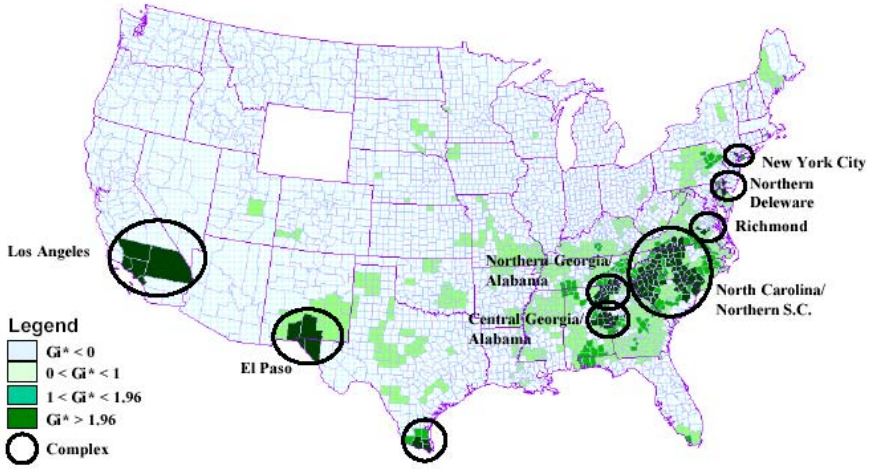 New York City
Northern
Deleware
Richmond
Los Angeles
Northern Georgia/
Alabama
North Carolina/
Northern S.C.
Central Georgia/
Alabama
El Paso
Legend
Gi* < 0
0 < Gi* < 1
1 < Gi* < 1.96
Gi* > 1.96
Complex